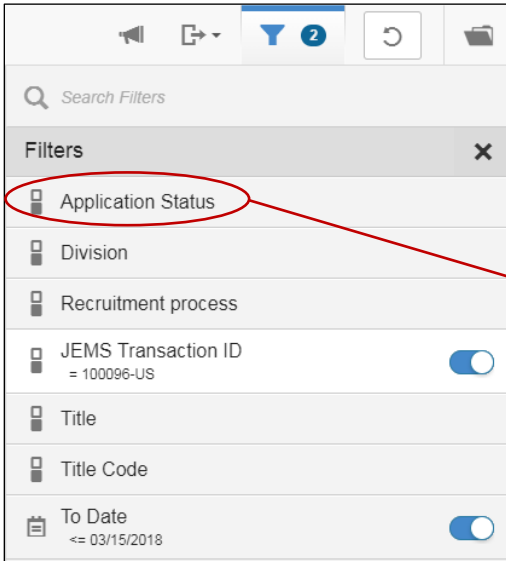 2
Search Filters
Filters
Application Status
Division
Recruitment process
JEMS Transaction ID
= 100096-US
Title
Title Code
To Date
<= 03/15/2018